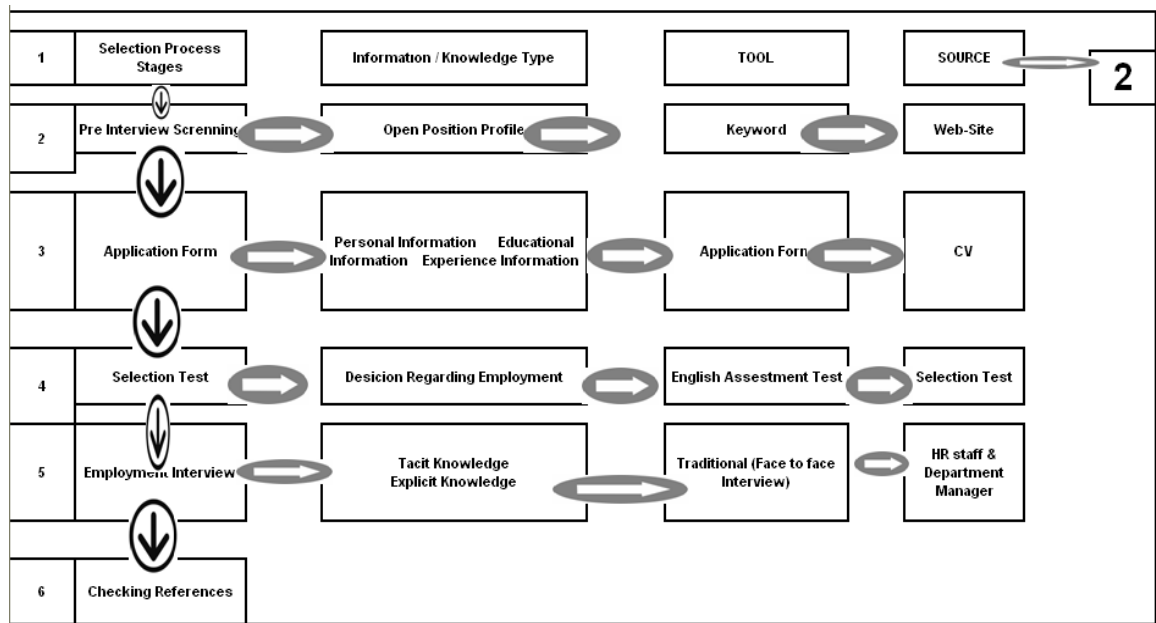 1
Selection Process
Stages
Information / Knowledge Type
TOOL
SOURCE
2
2
Pre Interview Screnning
Open Position Profile
Keyword
Web-Site
3
Application Form
Personal Information Educational
Information Experience Information
Application Form
CV
4
Selection Test
Desicion Regarding Employment
English Assestment Test
Selection Test
5
Employment Interview
Tacit Knowledge
Explicit Knowledge
Traditional (Face to face
Interview)
HR staff &
Department
Manager
6
Checking References